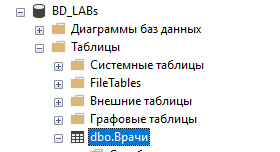 BD_LABs
Диаграммы баз данных
Таблицы
Системные таблицы
FileTables
Внешние таблицы
Графовые таблицы
dbo.Врачи